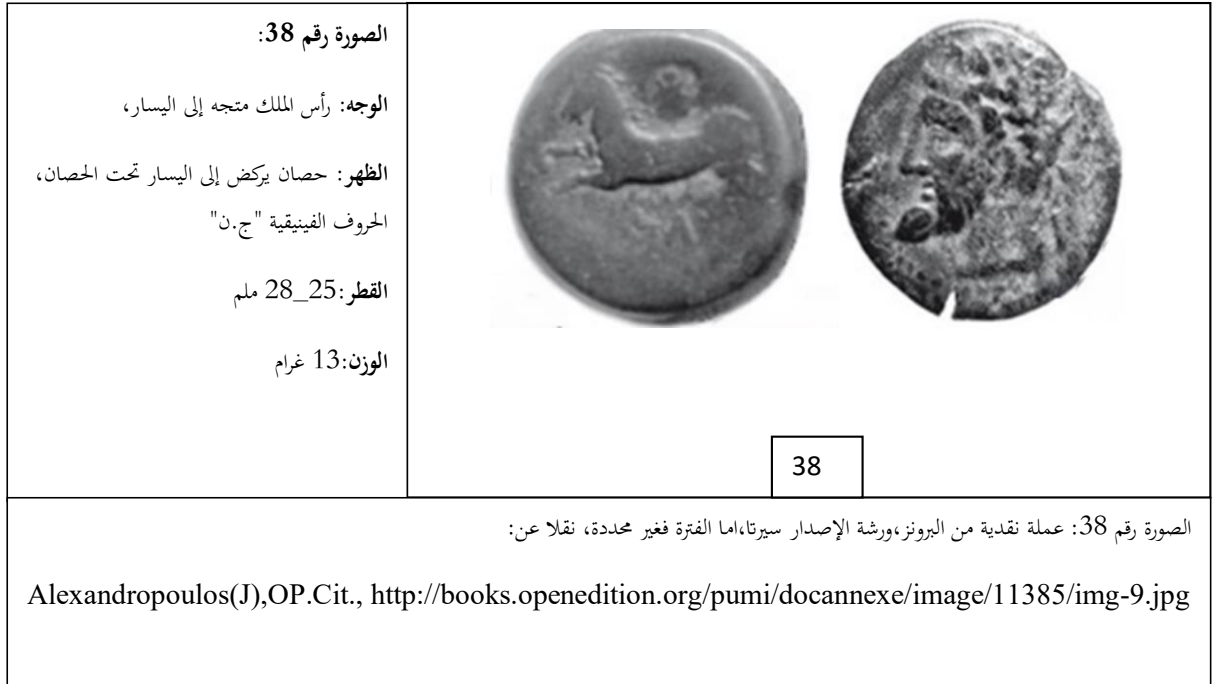 الصورة رقم 38:
الوجه: رأس الملك متجه إلى اليسار،
الظهر: حصان يركض إلى اليسار تحت الحصان،
الحروف الفينيقية "ج.ن"
القطر:25_28 ملم
الوزن:13 غرام
38
الصورة رقم 38: عملة نقدية من البرونز،ورشة الإصدار سيرتا،اما الفترة فغير محددة، نقلا عن:
Alexandropoulos(J),OP.Cit., http://books.openedition.org/pumi/docannexe/image/11385/img-9.jpg